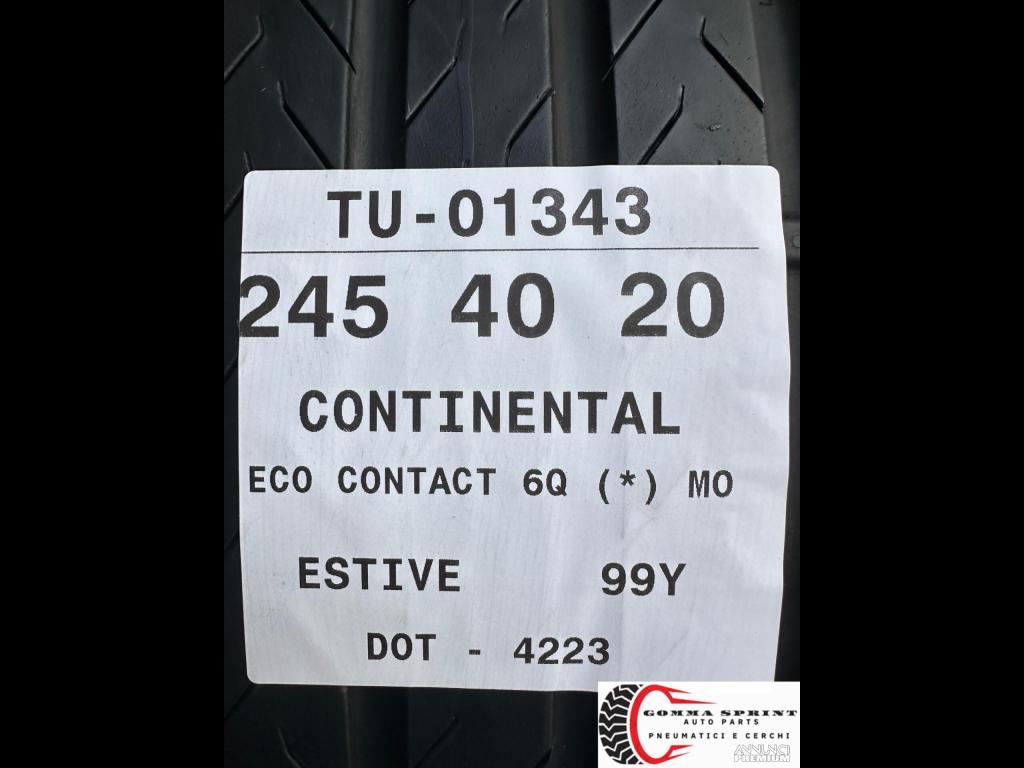 TU-01343
245 40 20
CONTINENTAL
ECO CONTACT 6Q (*) MO
ESTIVE 99Y
DOT - 4223
GOMMA SPRINT
AUTO PARTS
PNEUMATICI E CERCHI
ANNUNCI
PREMIUM